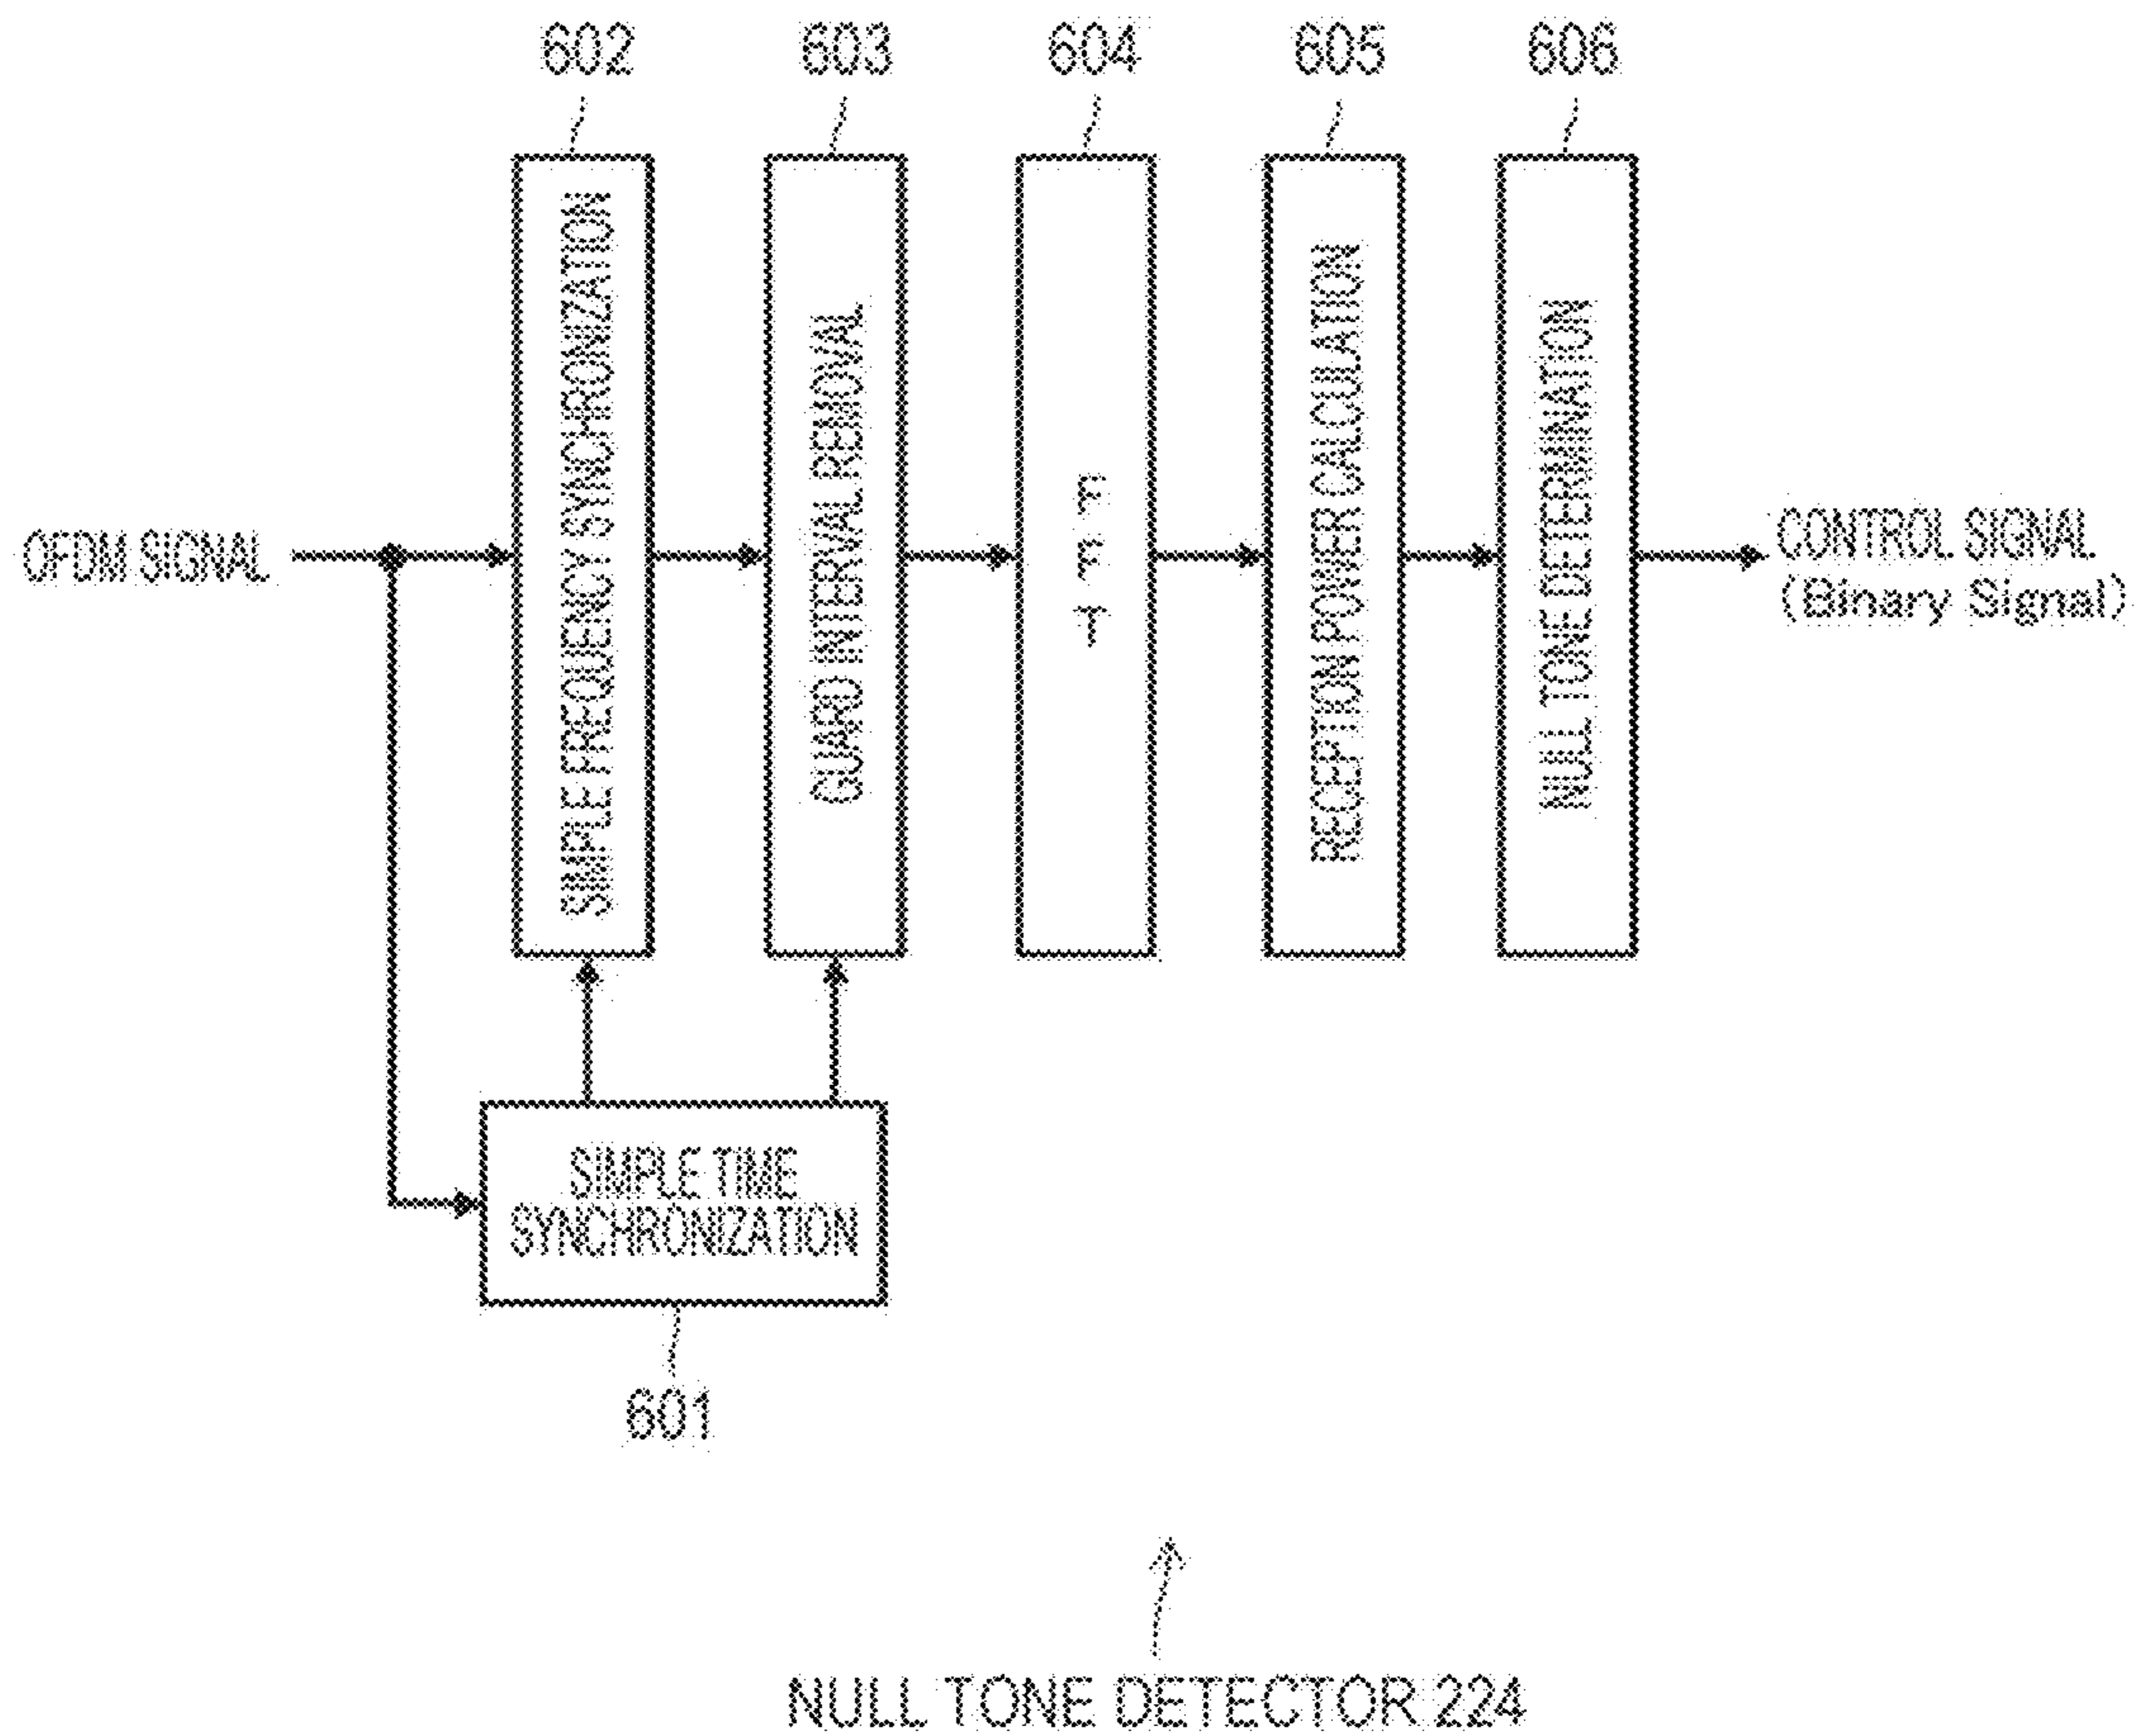 602
603
604
605
606
SIMPLE FREQUENCY SYNCHRONIZATION
GUARD INTERVAL REMOVAL
F
F
T
RECEPTION POWER CALCULATION
NULL TONE DETERMINATION
OFDM SIGNAL
CONTROL SIGNAL
(Binary Signal)
SIMPLE TIME
SYNCHRONIZATION
601
NULL TONE DETECTOR 224